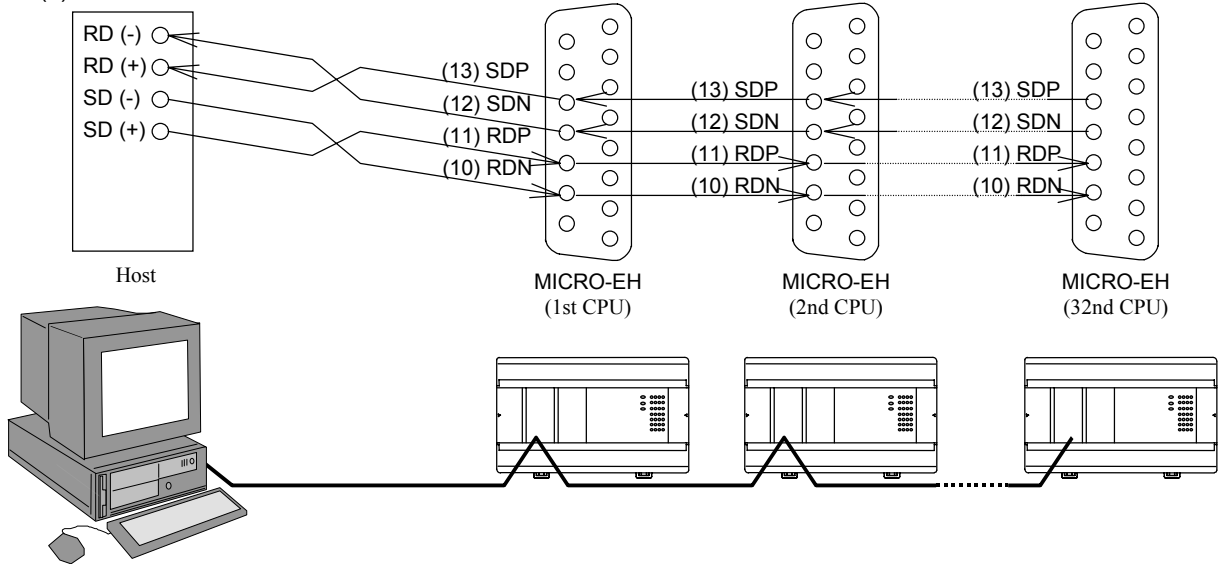 RD (-)
RD (+)
SD (-)
SD (+)
Host
(13) SDP
(12) SDN
(11) RDP
(10) RDN
MICRO-EH
(1st CPU)
(13) SDP
(12) SDN
(11) RDP
(10) RDN
MICRO-EH
(2nd CPU)
(13) SDP
(12) SDN
(11) RDP
(10) RDN
MICRO-EH
(32nd CPU)